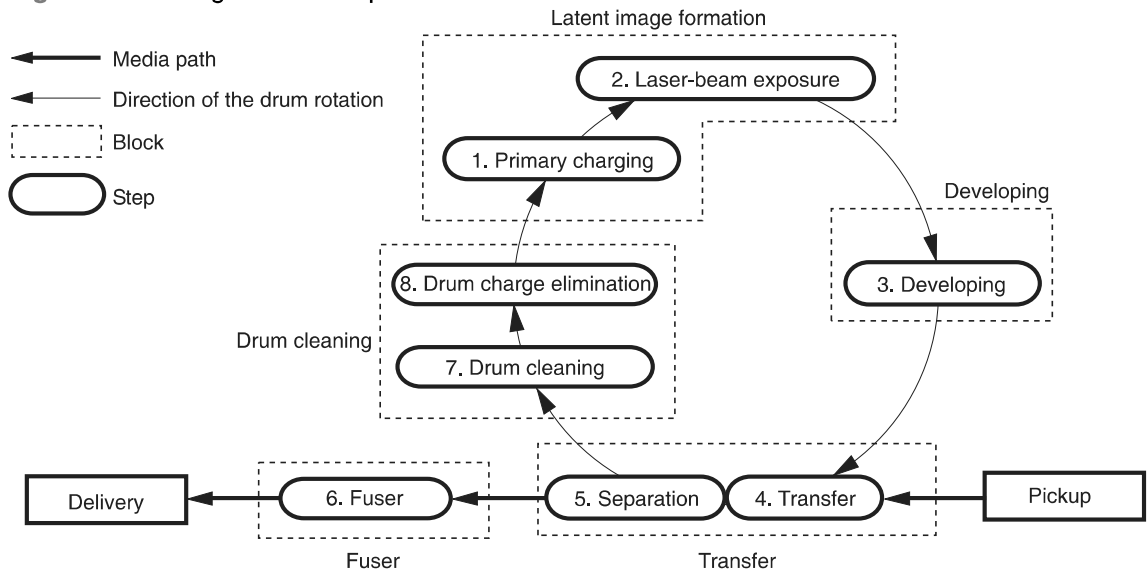 Latent image formation
Media path
Direction of the drum rotation
Block
Step
2. Laser-beam exposure
1. Primary charging
Developing
3. Developing
8. Drum charge elimination
Drum cleaning
7. Drum cleaning
Delivery
6. Fuser
5. Separation
4. Transfer
Pickup
Fuser
Transfer